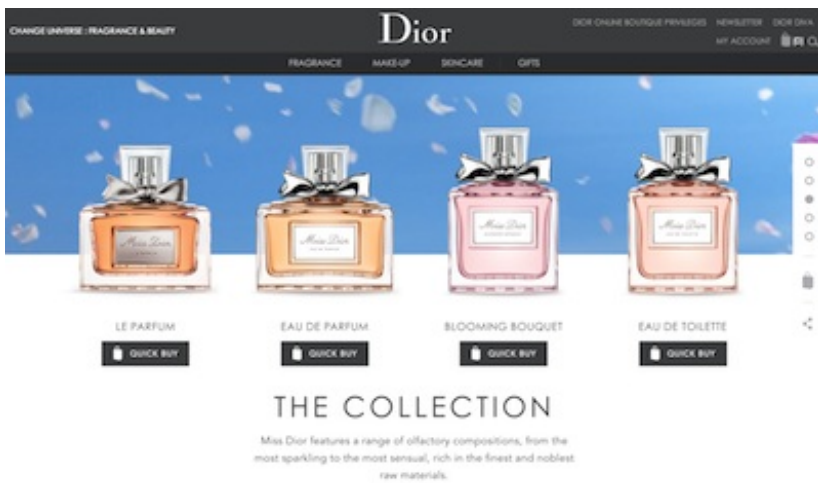 CHANGE UNIVERSE : FRAGRANCE & BEAUTY
Dior
DIOR ONLINE BOUTIQUE PRIVILEGES NEWSLETTER DIOR DIVA
MY ACCOUNT
FRAGRANCE MAKE-UP SKINCARE GIFTS
Miss Dior Miss Dior Miss Dior Miss Dior
LE PARFUM EAU DE PARFUM BLOOMING BOUQUET EAU DE TOILETTE
QUICK BUY QUICK BUY QUICK BUY QUICK BUY
THE COLLECTION
Miss Dior features a range of olfactory compositions, from the
most sparkling to the most sensual, rich in the finest and noblest
raw materials.